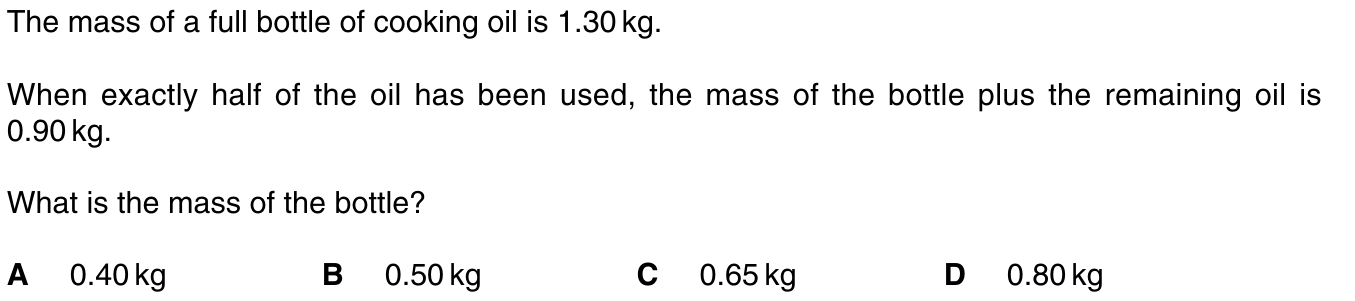 The mass of a full bottle of cooking oil is 1.30 kg.
When exactly half of the oil has been used, the mass of the bottle plus the remaining oil is
0.90 kg.
What is the mass of the bottle?
A 0.40 kg B 0.50 kg C 0.65 kg D 0.80 kg